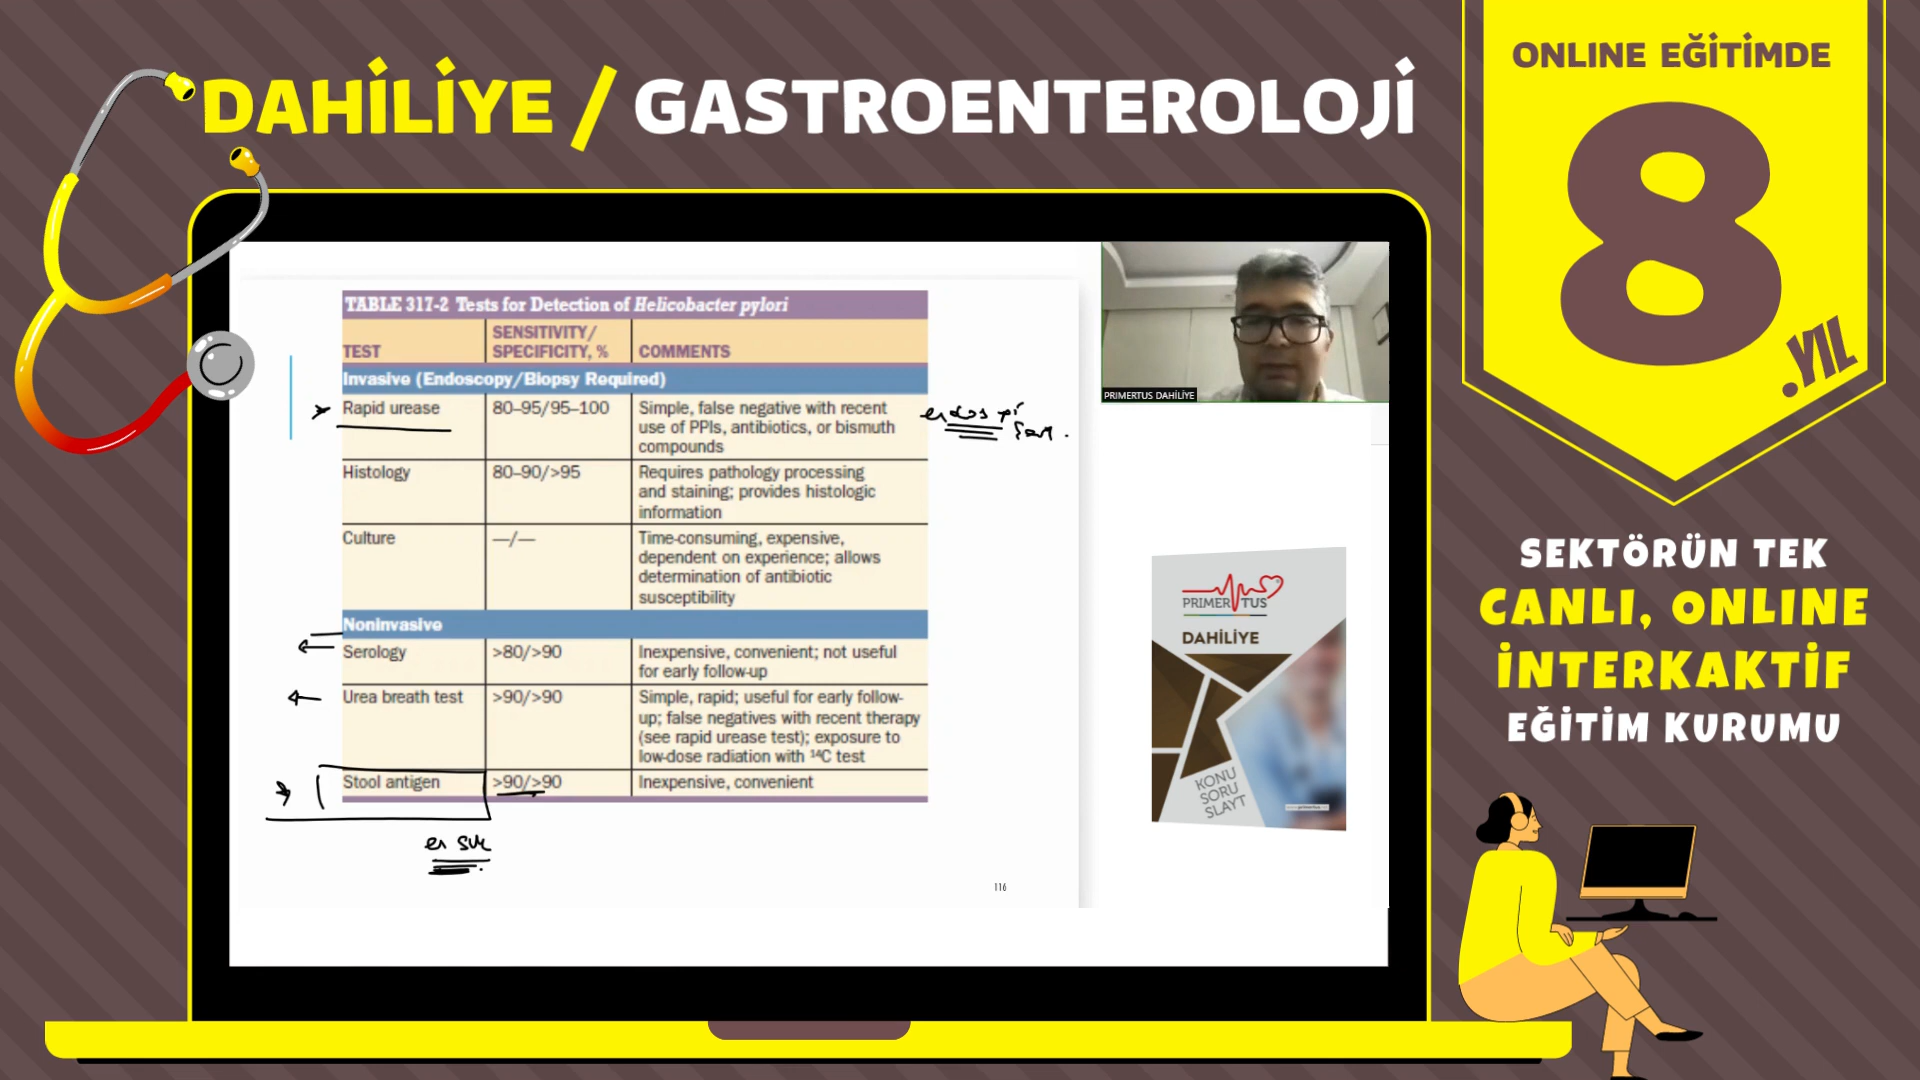 DAHİLİYE / GASTROENTEROLOJİ
ONLINE EĞİTİMDE
8
.YIL
TABLE 317-2 Tests for Detection of Helicobacter pylori
TEST
SENSITIVITY/
SPECIFICITY, %
COMMENTS
Invasive (Endoscopy/Biopsy Required)
Rapid urease
80–95/95–100
Simple, false negative with recent
use of PPIs, antibiotics, or bismuth
compounds
Histology
80–90/>95
Requires pathology processing
and staining; provides histologic
information
Culture
—/—
Time-consuming, expensive,
dependent on experience; allows
determination of antibiotic
susceptibility
Noninvasive
Serology
>80/>90
Inexpensive, convenient; not useful
for early follow-up
Urea breath test
>90/>90
Simple, rapid; useful for early follow-
up; false negatives with recent therapy
(see rapid urease test); exposure to
low-dose radiation with ¹⁴C test
Stool antigen
>90/>90
Inexpensive, convenient
en sık
116
PRIMERTUS DAHİLİYE
PRIMERTUS
DAHİLİYE
KONU
SORU
SLAYT
SEKTÖRÜN TEK
CANLI, ONLINE
İNTERKAKTİF
EĞİTİM KURUMU